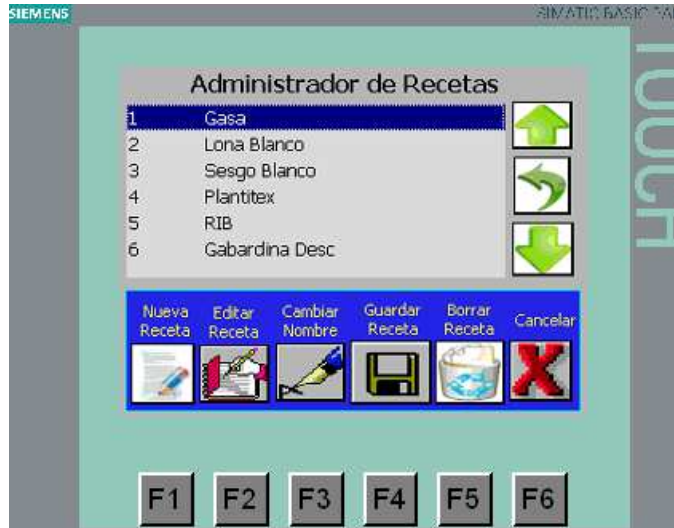 SIEMENS
SIMATIC BASIC PA
TOUCH
Administrador de Recetas
1 Gasa
2 Lona Blanco
3 Sesgo Blanco
4 Plantitex
5 RIB
6 Gabardina Desc
Nueva Receta
Editar Receta
Cambiar Nombre
Guardar Receta
Borrar Receta
Cancelar
F1 F2 F3 F4 F5 F6